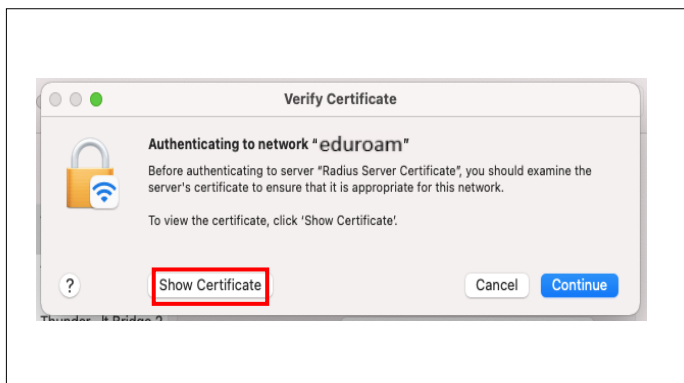 Verify Certificate
Authenticating to network "eduroam"
Before authenticating to server "Radius Server Certificate", you should examine the
server's certificate to ensure that it is appropriate for this network.
To view the certificate, click 'Show Certificate'.
?
Show Certificate
Cancel
Continue